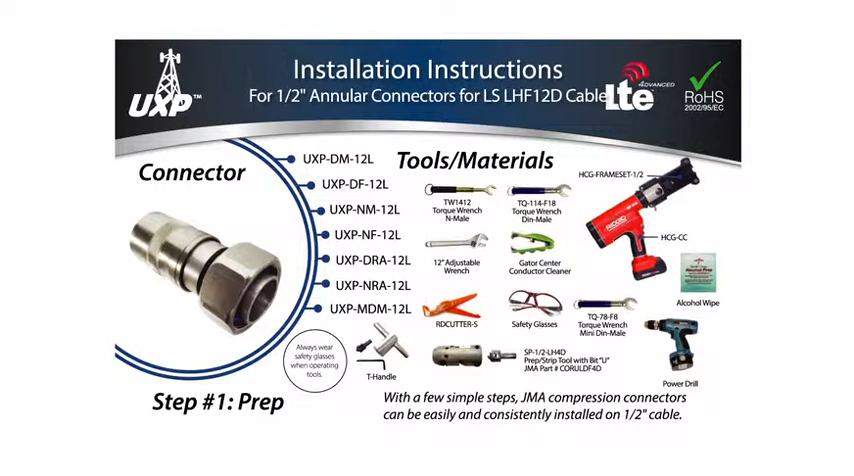 UXP™
Installation Instructions
For 1/2" Annular Connectors for LS LHF12D Cable
Lte 4DVANCED
RoHS
2002/95/EC
Connector
UXP-DM-12L
UXP-DF-12L
UXP-NM-12L
UXP-NF-12L
UXP-DRA-12L
UXP-NRA-12L
UXP-MDM-12L
Tools/Materials
TW1412
Torque Wrench
N-Male
TQ-114-F18
Torque Wrench
Din-Male
HCG-FRAMESET-1/2
RIDGID
HCG-CC
12" Adjustable
Wrench
Gator Center
Conductor Cleaner
Alcohol Wipe
RDCUTTER-S
Safety Glasses
TQ-78-F8
Torque Wrench
Mini Din-Male
Always wear
safety glasses
when operating
tools.
T-Handle
SP-1/2-LH4D
Prep/Strip Tool with Bit "U"
JMA Part # CORULDF4D
Power Drill
Step #1: Prep
With a few simple steps, JMA compression connectors
can be easily and consistently installed on 1/2" cable.